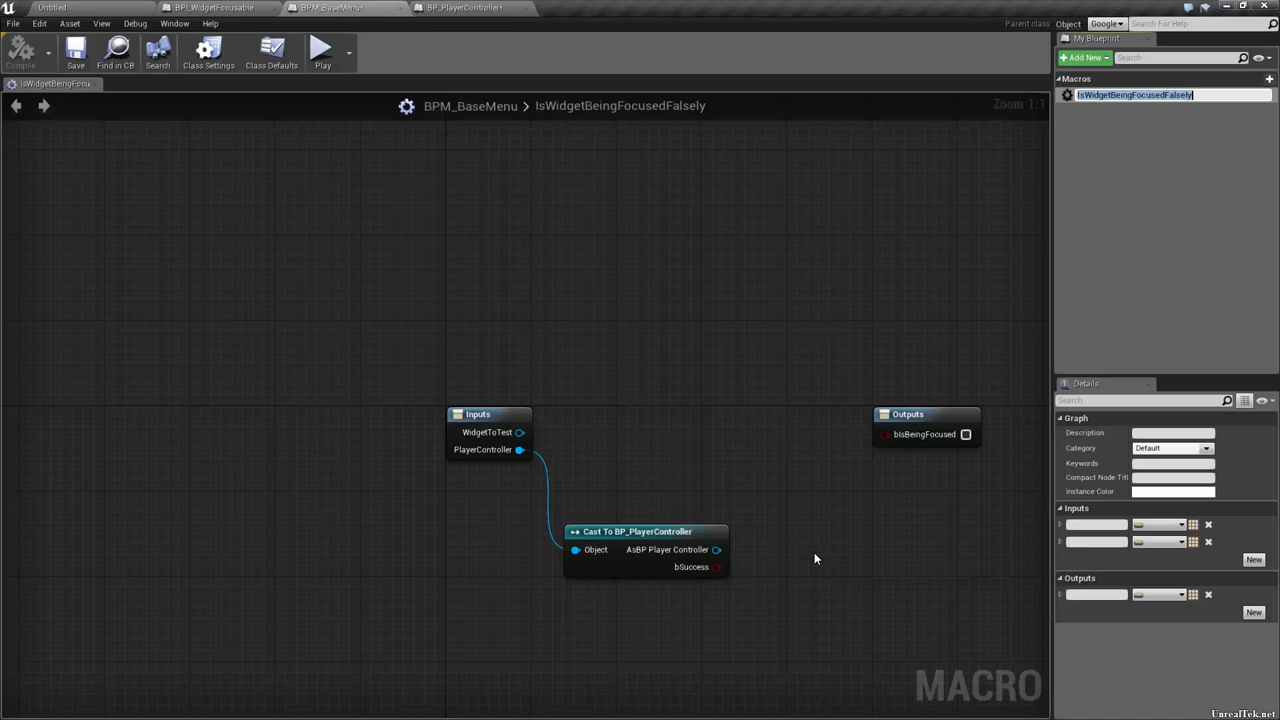 Untitled
BPI_WidgetFocusable
BPM_BaseMenu*
BP_PlayerController*
File Edit Asset View Debug Window Help
Parent class: Object
Google
Search For Help
Compile
Save
Find in CB
Search
Class Settings
Class Defaults
Play
My Blueprint
Add New
Search
IsWidgetBeingFocu
Macros
IsWidgetBeingFocusedFalsely
BPM_BaseMenu > IsWidgetBeingFocusedFalsely
Zoom 1:1
Inputs
WidgetToTest
PlayerController
Outputs
bIsBeingFocused
Cast To BP_PlayerController
Object
AsBP Player Controller
bSuccess
Details
Search
Graph
Description
Category
Default
Keywords
Compact Node Titl
Instance Color
Inputs
New
Outputs
New
MACRO
UnrealTek.net